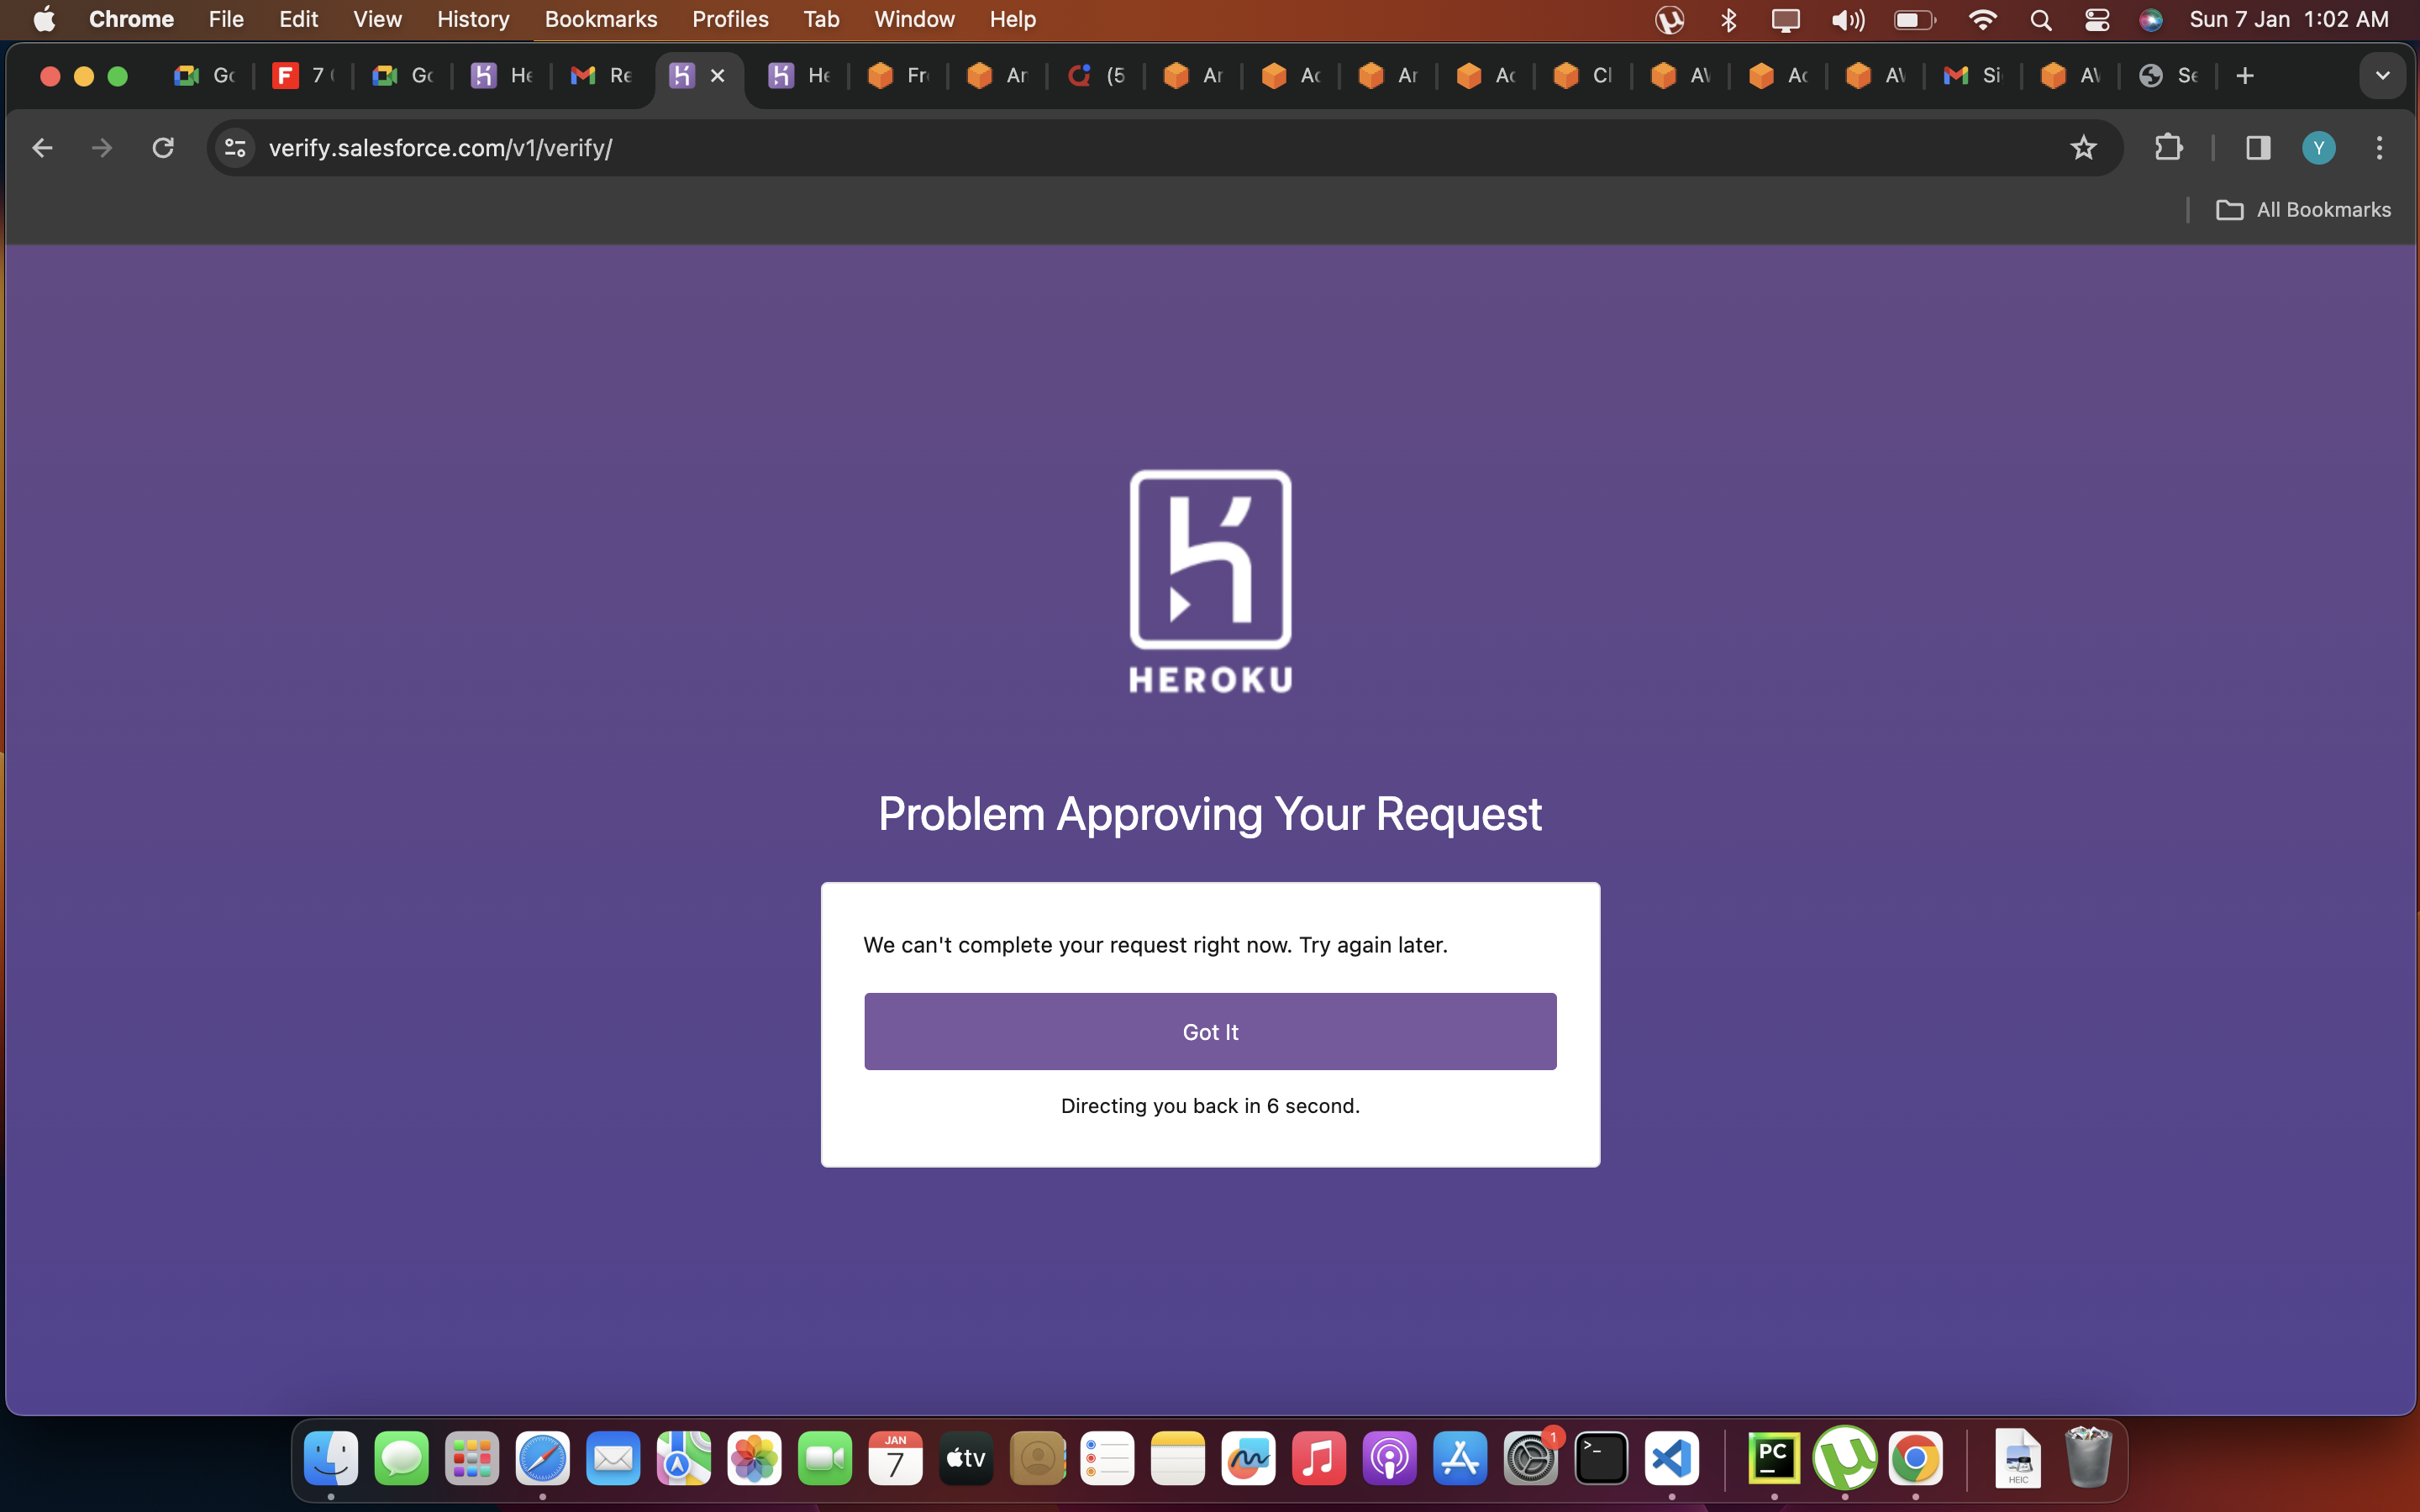 Chrome File Edit View History Bookmarks Profiles Tab Window Help Sun 7 Jan 1:02 AM
Go F 7 Go He Re He Fr Ar (5 Ar Ac Ar Ac Cl AV Ac AV Si AV Se
verify.salesforce.com/v1/verify/ Y
All Bookmarks
HEROKU
Problem Approving Your Request
We can't complete your request right now. Try again later.
Got It
Directing you back in 6 second.
JAN
7
tv
1
>_
PC
HEIC